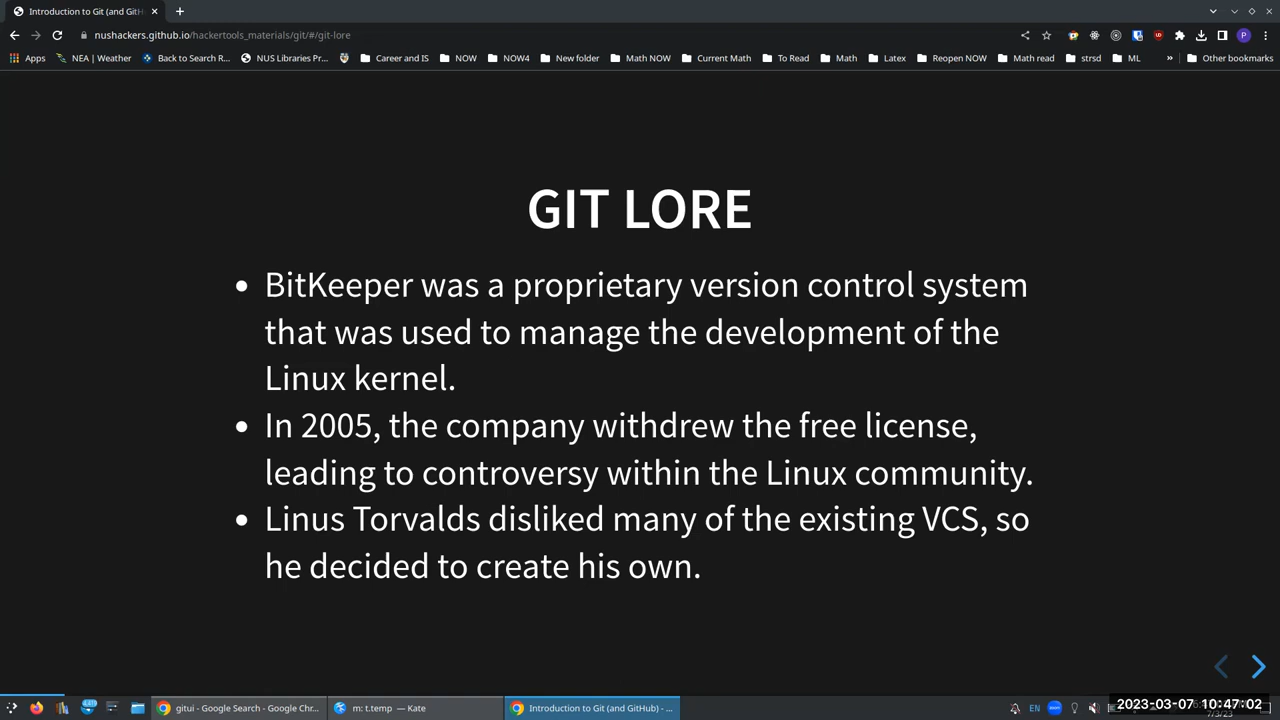 Introduction to Git (and GitH
nushackers.github.io/hackertools_materials/git/#/git-lore
Apps
NEA | Weather
Back to Search R...
NUS Libraries Pr...
Career and IS
NOW
NOW4
New folder
Math NOW
Current Math
To Read
Math
Latex
Reopen NOW
Math read
strsd
ML
»
Other bookmarks
GIT LORE
• BitKeeper was a proprietary version control system
that was used to manage the development of the
Linux kernel.
• In 2005, the company withdrew the free license,
leading to controversy within the Linux community.
• Linus Torvalds disliked many of the existing VCS, so
he decided to create his own.
gitui - Google Search - Google Chr...
m: t.temp — Kate
Introduction to Git (and GitHub) - ...
EN
2023-03-07 10:47:02
7/3/23